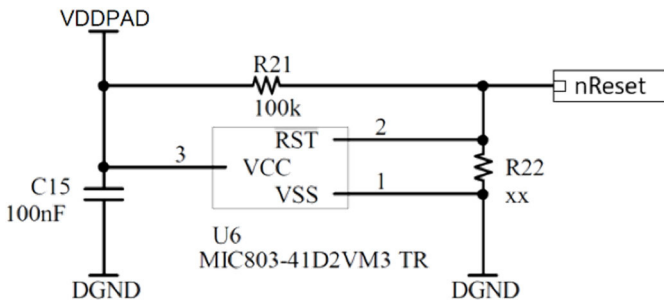 VDDPAD
R21
100k
nReset
RST
2
3
VCC
R22
C15
VSS
1
xx
100nF
U6
MIC803-41D2VM3 TR
DGND
DGND